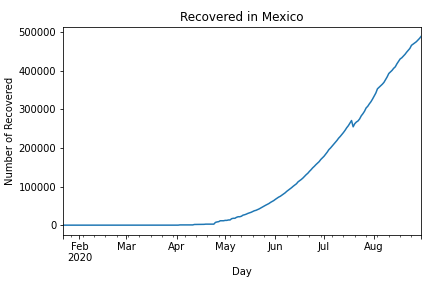 Recovered in Mexico
Number of Recovered
500000
400000
300000
200000
100000
0
Feb Mar Apr May Jun Jul Aug
2020
Day